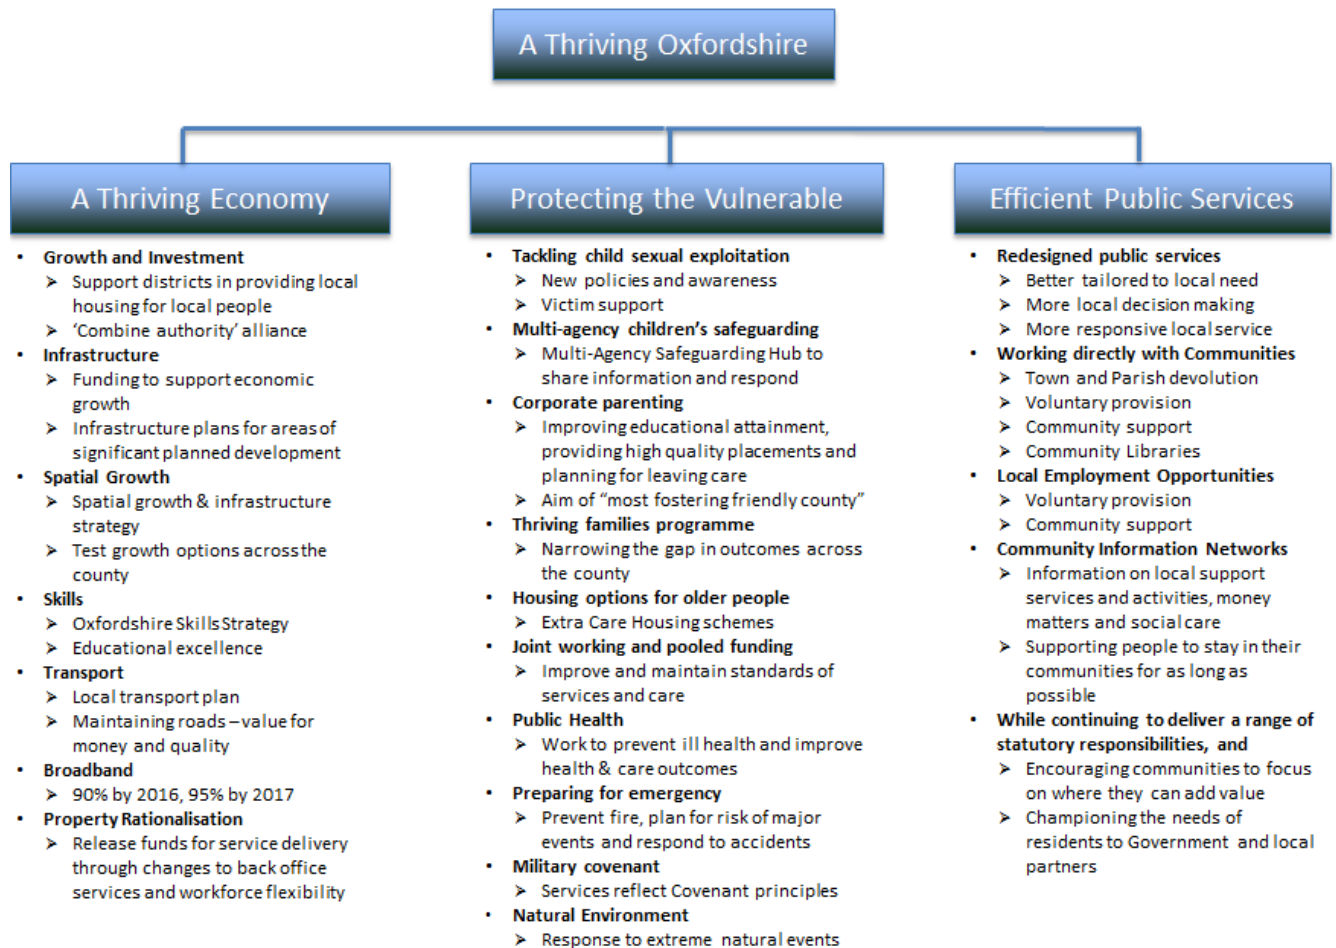 A Thriving Oxfordshire
A Thriving Economy
• Growth and Investment
➢ Support districts in providing local
housing for local people
➢ ‘Combine authority’ alliance
• Infrastructure
➢ Funding to support economic
growth
➢ Infrastructure plans for areas of
significant planned development
• Spatial Growth
➢ Spatial growth & infrastructure
strategy
➢ Test growth options across the
county
• Skills
➢ Oxfordshire Skills Strategy
➢ Educational excellence
• Transport
➢ Local transport plan
➢ Maintaining roads – value for
money and quality
• Broadband
➢ 90% by 2016, 95% by 2017
• Property Rationalisation
➢ Release funds for service delivery
through changes to back office
services and workforce flexibility
Protecting the Vulnerable
• Tackling child sexual exploitation
➢ New policies and awareness
➢ Victim support
• Multi-agency children’s safeguarding
➢ Multi-Agency Safeguarding Hub to
share information and respond
• Corporate parenting
➢ Improving educational attainment,
providing high quality placements and
planning for leaving care
➢ Aim of “most fostering friendly county”
• Thriving families programme
➢ Narrowing the gap in outcomes across
the county
• Housing options for older people
➢ Extra Care Housing schemes
• Joint working and pooled funding
➢ Improve and maintain standards of
services and care
• Public Health
➢ Work to prevent ill health and improve
health & care outcomes
• Preparing for emergency
➢ Prevent fire, plan for risk of major
events and respond to accidents
• Military covenant
➢ Services reflect Covenant principles
• Natural Environment
➢ Response to extreme natural events
Efficient Public Services
• Redesigned public services
➢ Better tailored to local need
➢ More local decision making
➢ More responsive local service
• Working directly with Communities
➢ Town and Parish devolution
➢ Voluntary provision
➢ Community support
➢ Community Libraries
• Local Employment Opportunities
➢ Voluntary provision
➢ Community support
• Community Information Networks
➢ Information on local support
services and activities, money
matters and social care
➢ Supporting people to stay in their
communities for as long as
possible
• While continuing to deliver a range of
statutory responsibilities, and
➢ Encouraging communities to focus
on where they can add value
➢ Championing the needs of
residents to Government and local
partners